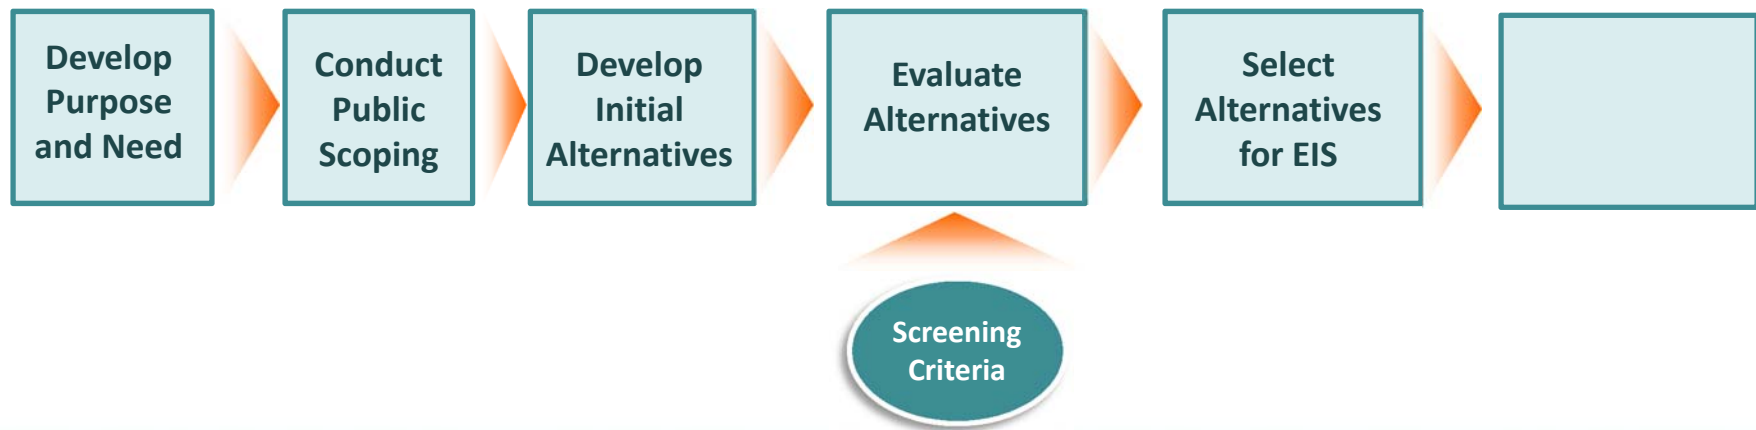 Develop
Purpose
and Need
Conduct
Public
Scoping
Develop
Initial
Alternatives
Evaluate
Alternatives
Select
Alternatives
for EIS
Screening
Criteria